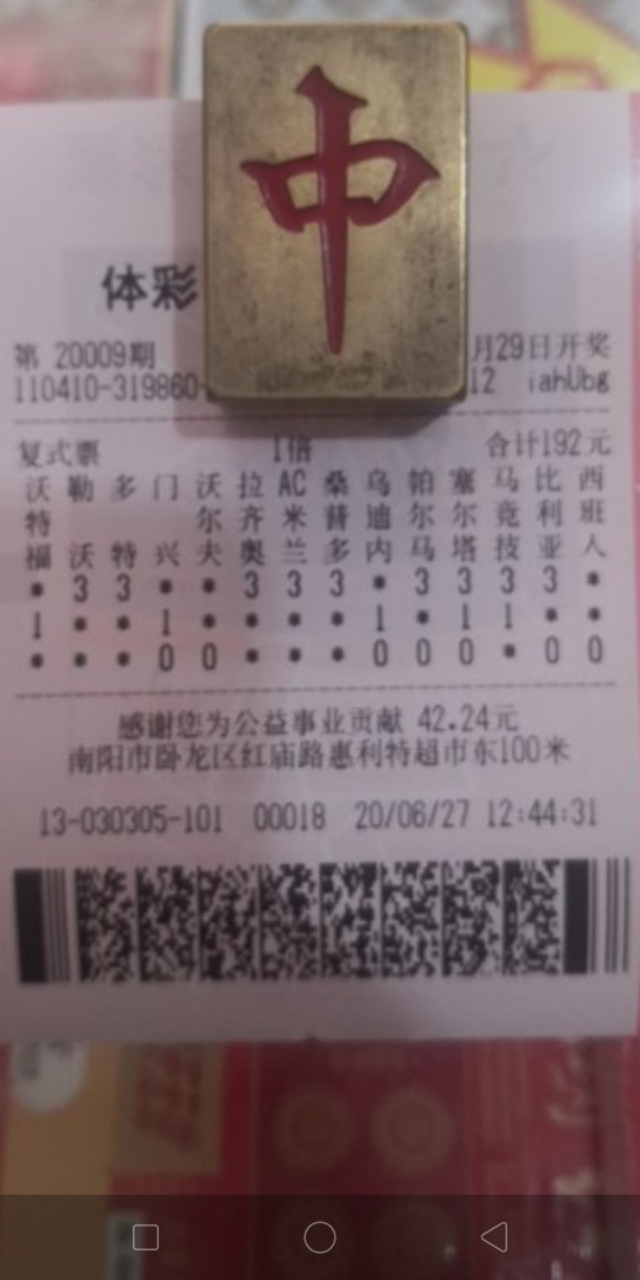 中
体彩
第 20009期 月29日开奖
110410-319860- 12 iahUbg
复式票 1倍 合计192元
沃 勒 多 门 沃 拉 AC 桑 乌 帕 塞 马 比 西
特 尔 齐 米 普 迪 尔 尔 竞 利 班
福 沃 特 兴 夫 奥 兰 多 内 马 塔 技 亚 人
* 3 3 * * 3 3 3 * 3 3 3 3 *
1 * * 1 * * * * 1 * 1 1 * *
* * * 0 0 * * * 0 0 0 * 0 0
感谢您为公益事业贡献 42.24元
南阳市卧龙区红庙路惠利特超市东100米
13-030305-101 00018 20/06/27 12:44:31